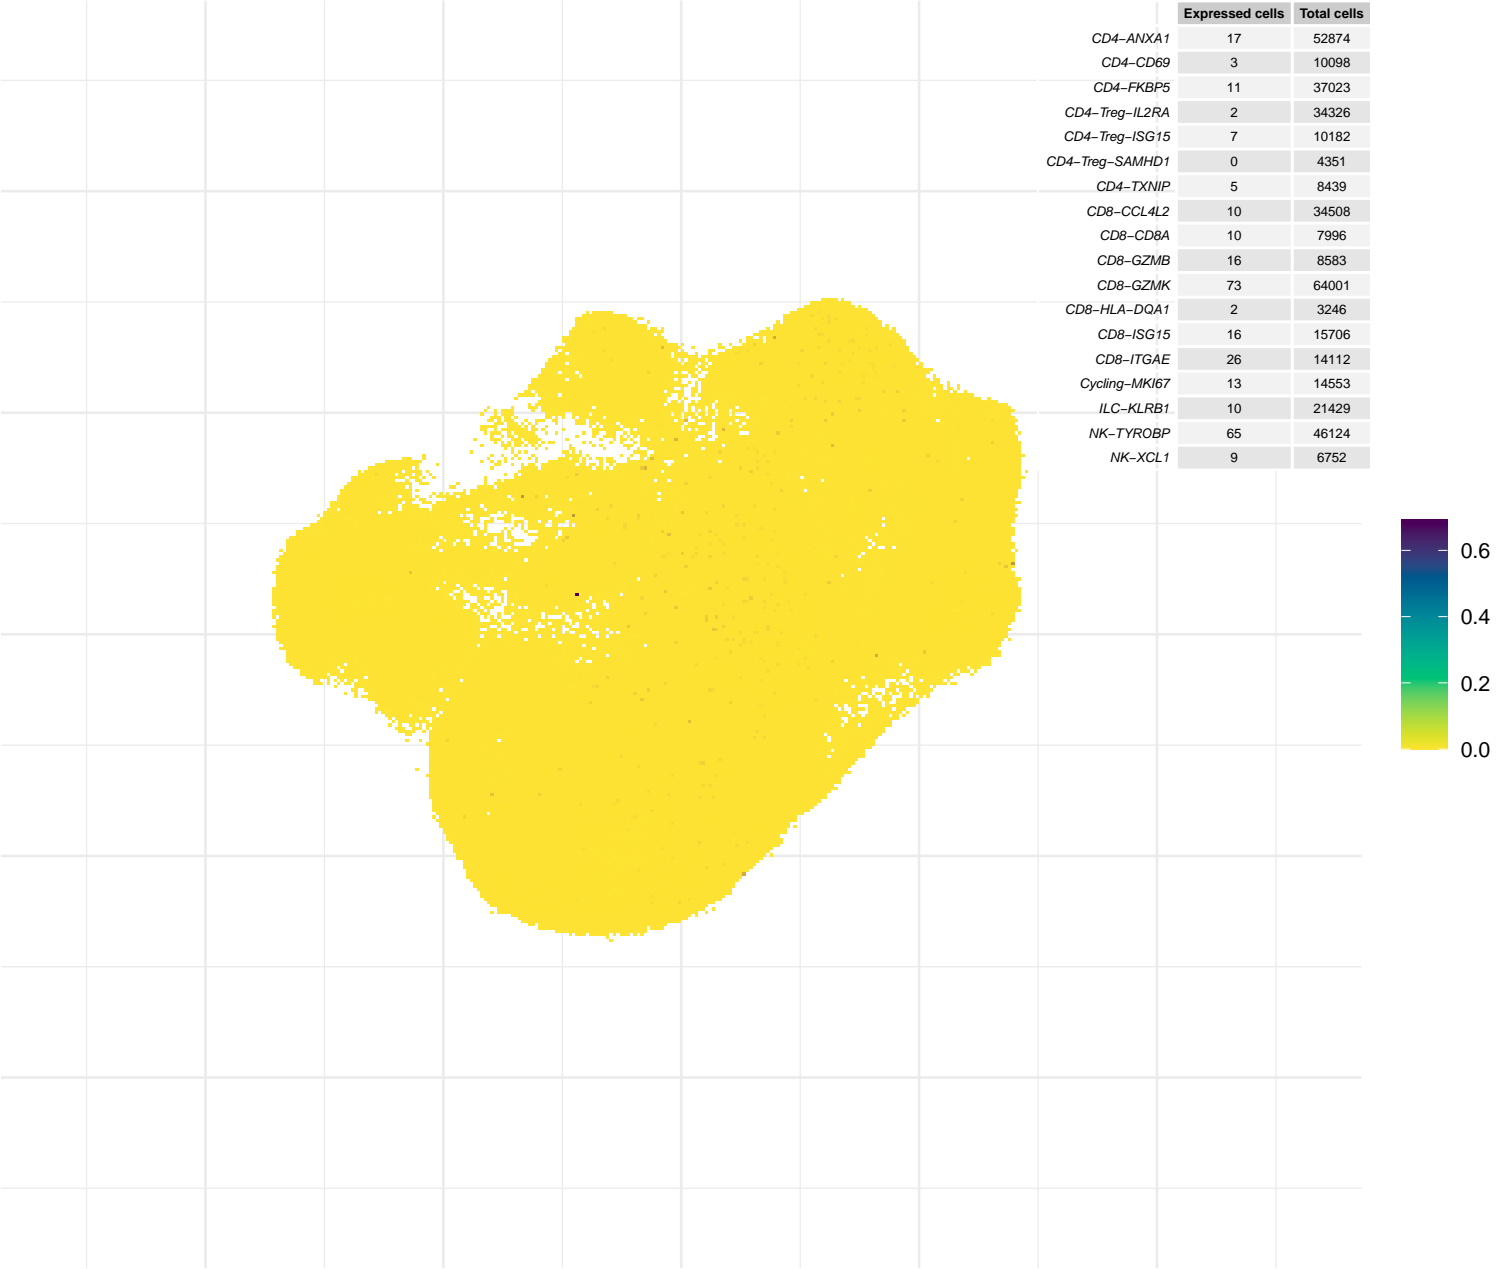 Expressed cells Total cells
CD4−ANXA1 17 52874
CD4−CD69 3 10098
CD4−FKBP5 11 37023
CD4−Treg−IL2RA 2 34326
CD4−Treg−ISG15 7 10182
CD4−Treg−SAMHD1 0 4351
CD4−TXNIP 5 8439
CD8−CCL4L2 10 34508
CD8−CD8A 10 7996
CD8−GZMB 16 8583
CD8−GZMK 73 64001
CD8−HLA−DQA1 2 3246
CD8−ISG15 16 15706
CD8−ITGAE 26 14112
Cycling−MKI67 13 14553
ILC−KLRB1 10 21429
NK−TYROBP 65 46124
NK−XCL1 9 6752
0.6
0.4
0.2
0.0